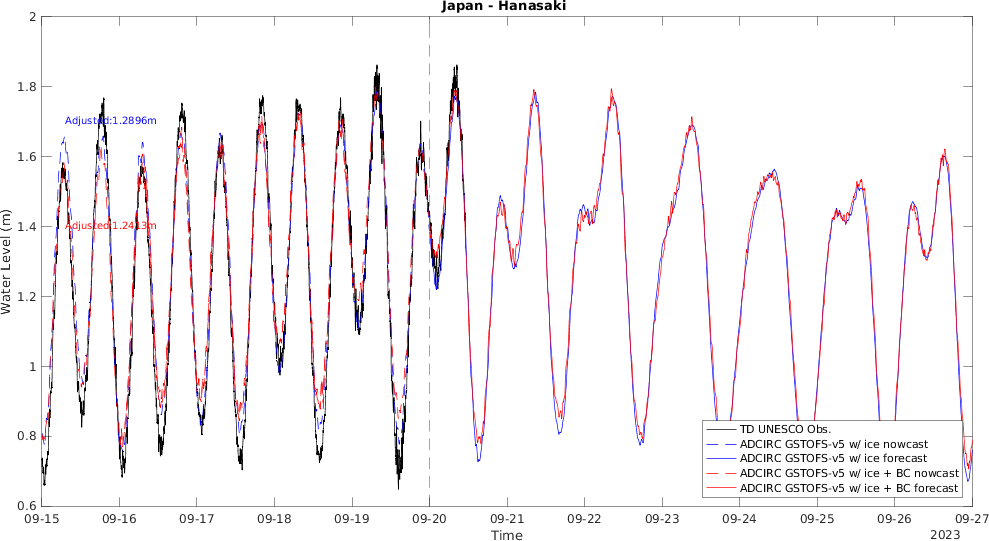 Japan - Hanasaki
2
1.8
1.6
1.4
1.2
1
0.8
0.6
Water Level (m)
Adjusted:1.2896m
Adjusted:1.2413m
TD UNESCO Obs.
ADCIRC GSTOFS-v5 w/ ice nowcast
ADCIRC GSTOFS-v5 w/ ice forecast
ADCIRC GSTOFS-v5 w/ ice + BC nowcast
ADCIRC GSTOFS-v5 w/ ice + BC forecast
09-15 09-16 09-17 09-18 09-19 09-20 09-21 09-22 09-23 09-24 09-25 09-26 09-27
Time
2023